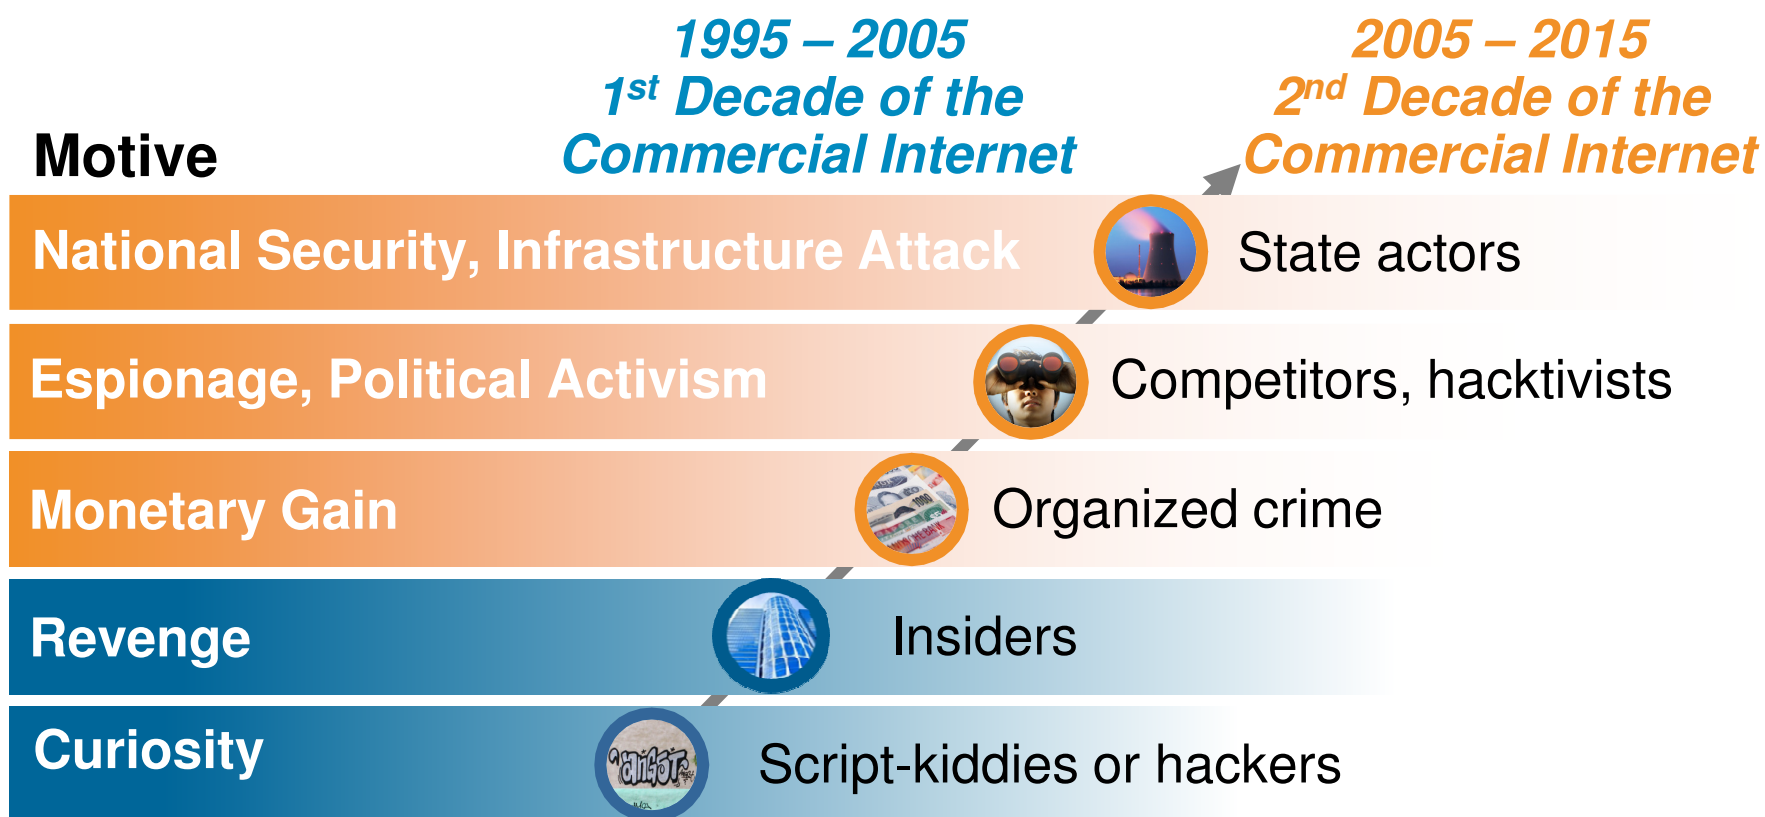 1995 – 2005
1st Decade of the
Commercial Internet
2005 – 2015
2nd Decade of the
Commercial Internet
Motive
National Security, Infrastructure Attack
State actors
Espionage, Political Activism
Competitors, hacktivists
Monetary Gain
1000
Organized crime
Revenge
Insiders
Curiosity
ANGST
Script-kiddies or hackers